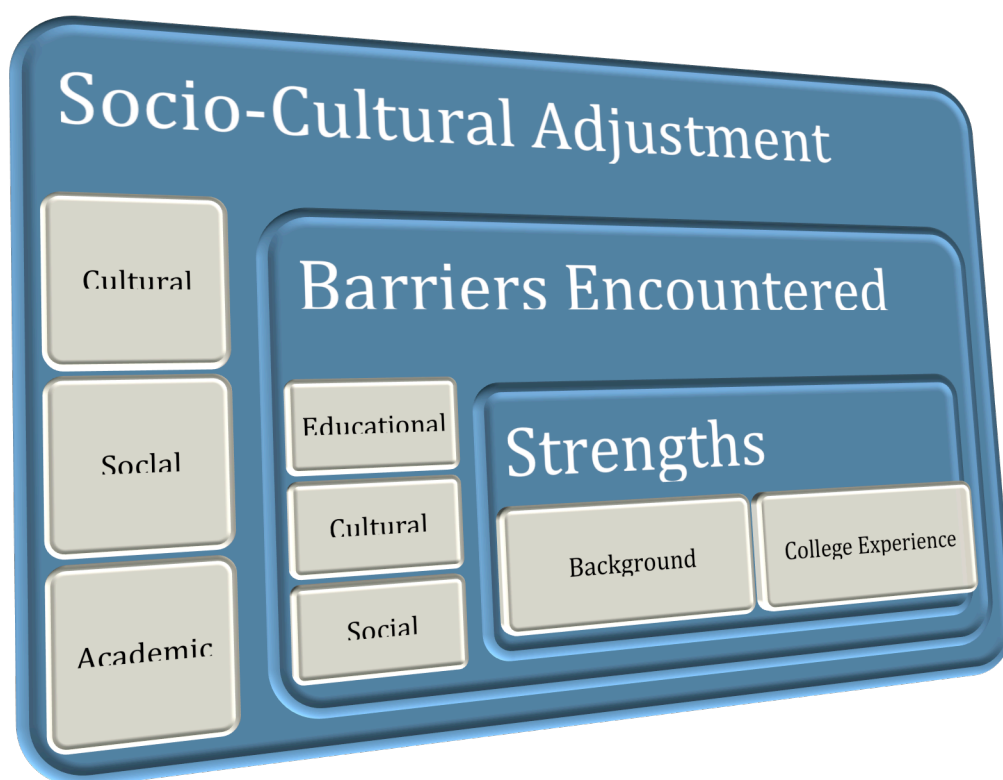 Socio-Cultural Adjustment
Cultural
Social
Academic
Barriers Encountered
Educational
Cultural
Social
Strengths
Background
College Experience